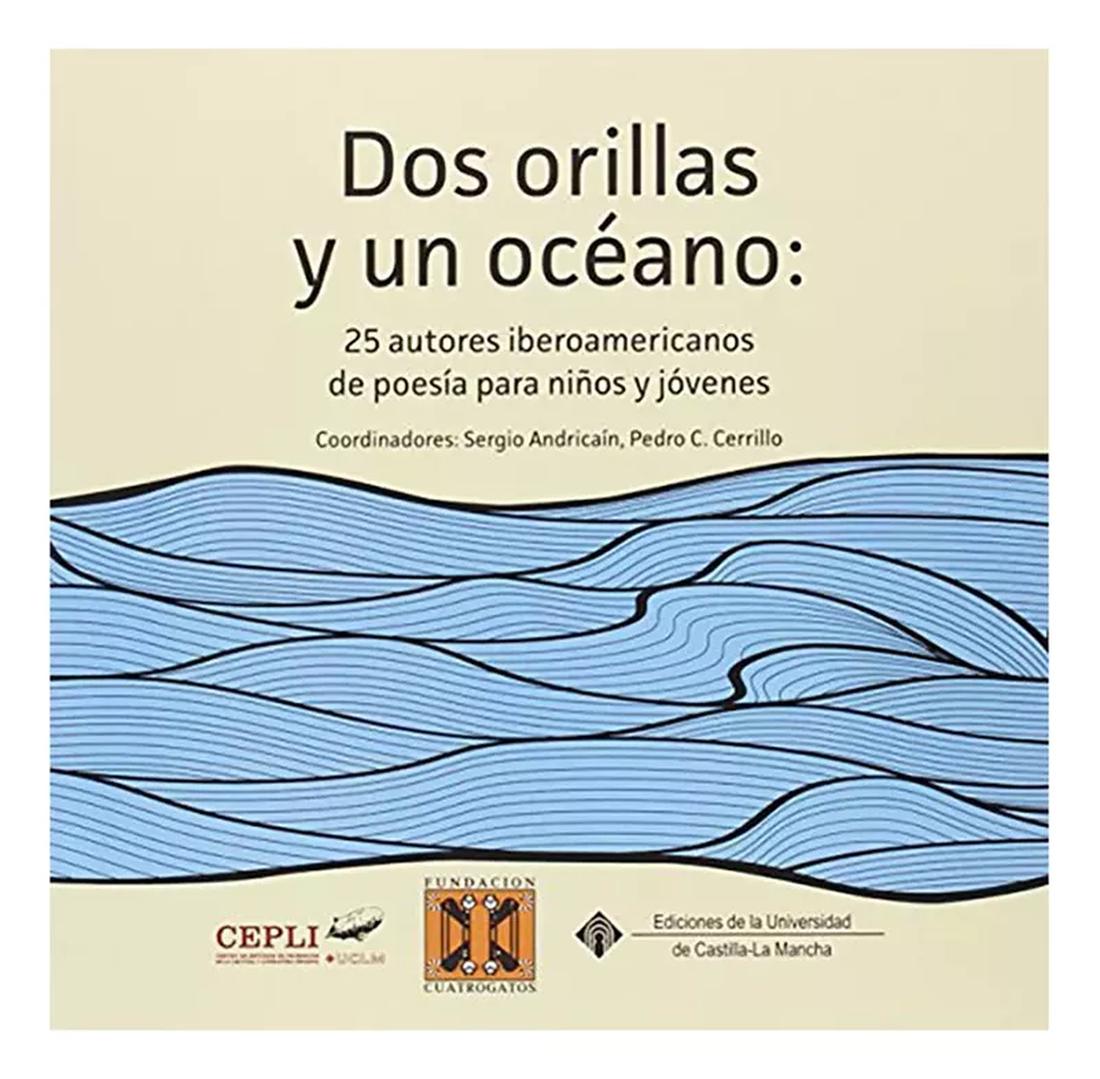 Dos orillas
y un océano:
25 autores iberoamericanos
de poesía para niños y jóvenes
Coordinadores: Sergio Andricaín, Pedro C. Cerrillo
FUNDACION
CEPLI
UCLM
CUATROGATOS
Ediciones de la Universidad
de Castilla-La Mancha